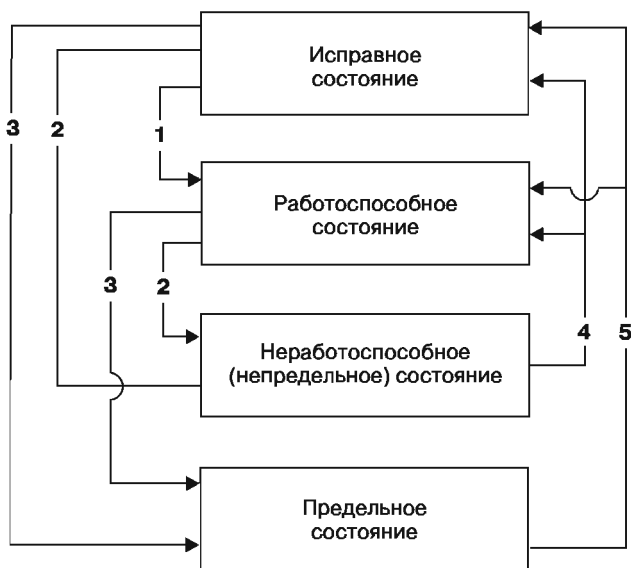 Исправное
состояние
3
2
1
Работоспособное
состояние
3
2
Неработоспособное
(непредельное) состояние
4
5
Предельное
состояние